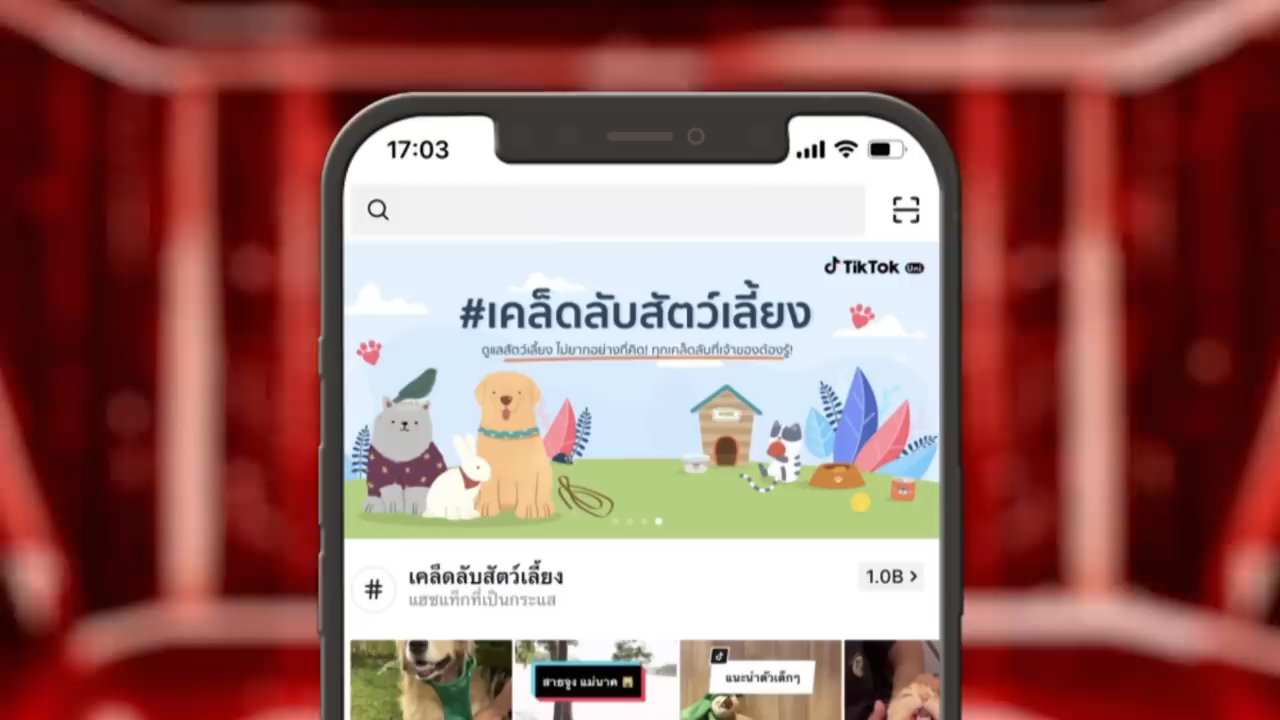 17:03
TikTok Uni
#เคล็ดลับสัตว์เลี้ยง
ดูแลสัตว์เลี้ยง ไม่ยากอย่างที่คิด! ทุกเคล็ดลับที่เจ้าของต้องรู้!
# เคล็ดลับสัตว์เลี้ยง
1.0B >
แฮชแท็กที่เป็นกระแส
สายจูง แม่นาค
แนะนำตัวเด็กๆ